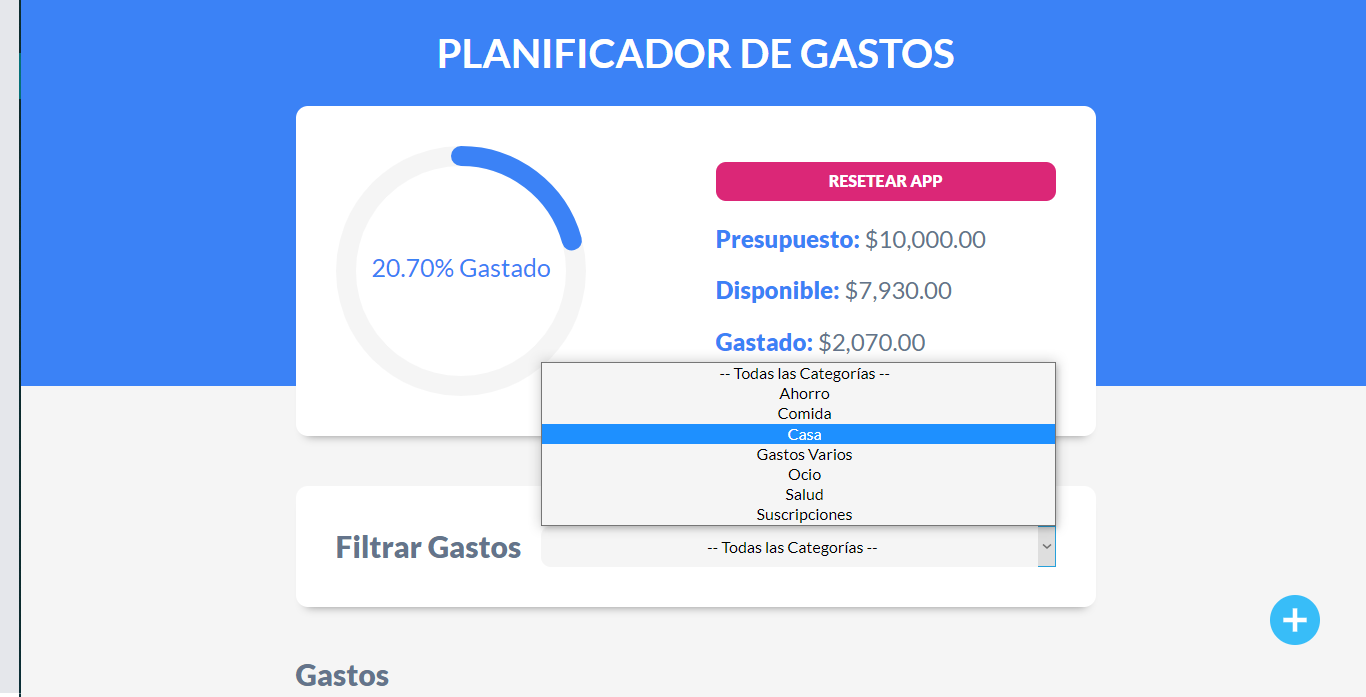 PLANIFICADOR DE GASTOS
20.70% Gastado
RESETEAR APP
Presupuesto: $10,000.00
Disponible: $7,930.00
Gastado: $2,070.00
-- Todas las Categorías --
Ahorro
Comida
Casa
Gastos Varios
Ocio
Salud
Suscripciones
Filtrar Gastos
-- Todas las Categorías --
Gastos